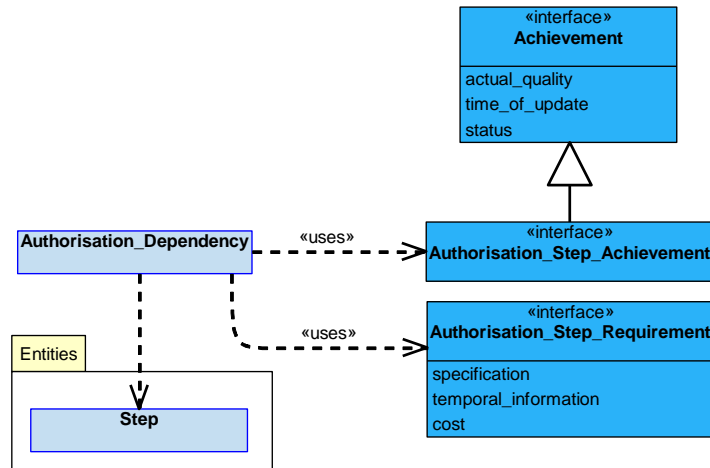 «interface»
Achievement
actual_quality
time_of_update
status
Authorisation_Dependency
«uses»
«interface»
Authorisation_Step_Achievement
«uses»
«interface»
Authorisation_Step_Requirement
specification
temporal_information
cost
Entities
Step